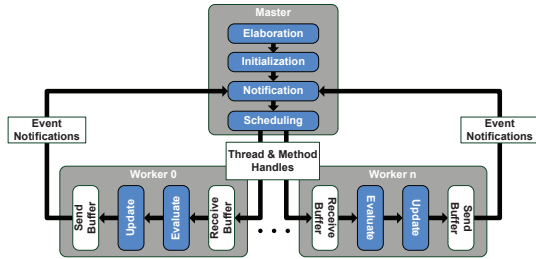 Master
Elaboration
Initialization
Notification
Scheduling
Event
Notifications
Event
Notifications
Thread & Method
Handles
Worker 0
Send
Buffer
Update
Evaluate
Receive
Buffer
. . .
Worker n
Receive
Buffer
Evaluate
Update
Send
Buffer